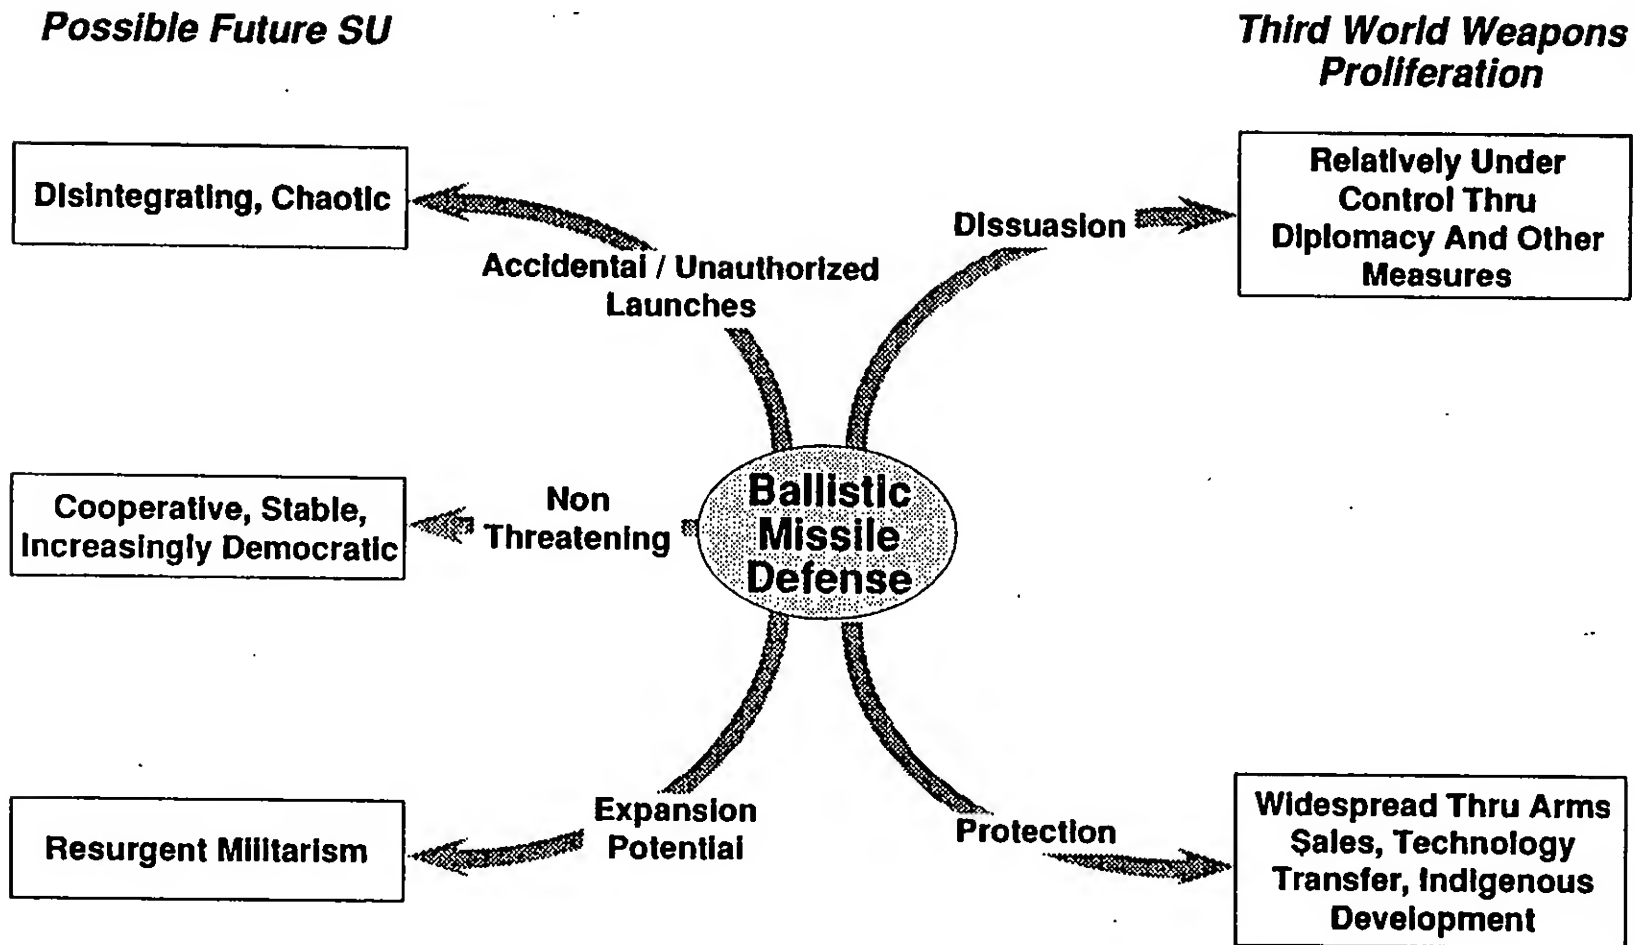 Possible Future SU
Third World Weapons
Proliferation
Disintegrating, Chaotic
Accidental / Unauthorized
Launches
Dissuasion
Relatively Under
Control Thru
Diplomacy And Other
Measures
Cooperative, Stable,
Increasingly Democratic
Non
Threatening
Ballistic
Missile
Defense
Resurgent Militarism
Expansion
Potential
Protection
Widespread Thru Arms
Sales, Technology
Transfer, Indigenous
Development